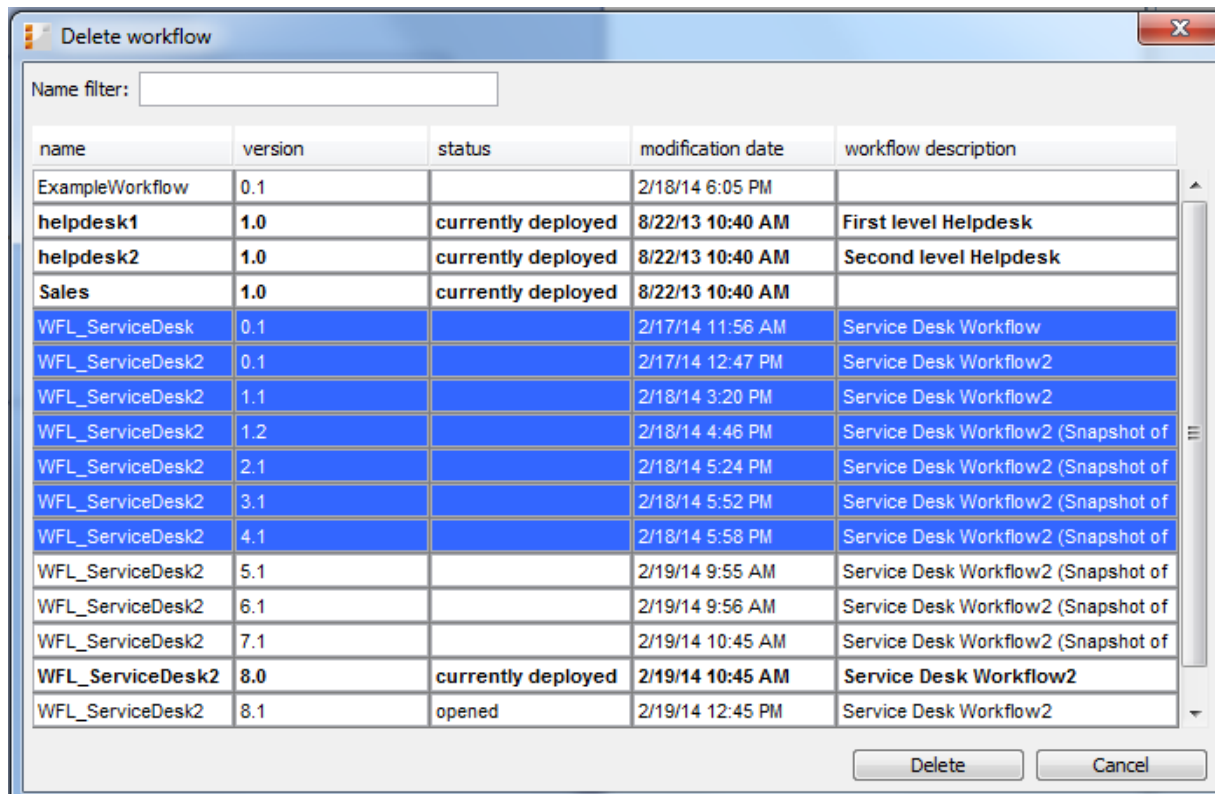 Delete workflow
Name filter:
name version status modification date workflow description
ExampleWorkflow 0.1 2/18/14 6:05 PM
helpdesk1 1.0 currently deployed 8/22/13 10:40 AM First level Helpdesk
helpdesk2 1.0 currently deployed 8/22/13 10:40 AM Second level Helpdesk
Sales 1.0 currently deployed 8/22/13 10:40 AM
WFL_ServiceDesk 0.1 2/17/14 11:56 AM Service Desk Workflow
WFL_ServiceDesk2 0.1 2/17/14 12:47 PM Service Desk Workflow2
WFL_ServiceDesk2 1.1 2/18/14 3:20 PM Service Desk Workflow2
WFL_ServiceDesk2 1.2 2/18/14 4:46 PM Service Desk Workflow2 (Snapshot of
WFL_ServiceDesk2 2.1 2/18/14 5:24 PM Service Desk Workflow2 (Snapshot of
WFL_ServiceDesk2 3.1 2/18/14 5:52 PM Service Desk Workflow2 (Snapshot of
WFL_ServiceDesk2 4.1 2/18/14 5:58 PM Service Desk Workflow2 (Snapshot of
WFL_ServiceDesk2 5.1 2/19/14 9:55 AM Service Desk Workflow2 (Snapshot of
WFL_ServiceDesk2 6.1 2/19/14 9:56 AM Service Desk Workflow2 (Snapshot of
WFL_ServiceDesk2 7.1 2/19/14 10:45 AM Service Desk Workflow2 (Snapshot of
WFL_ServiceDesk2 8.0 currently deployed 2/19/14 10:45 AM Service Desk Workflow2
WFL_ServiceDesk2 8.1 opened 2/19/14 12:45 PM Service Desk Workflow2
Delete Cancel